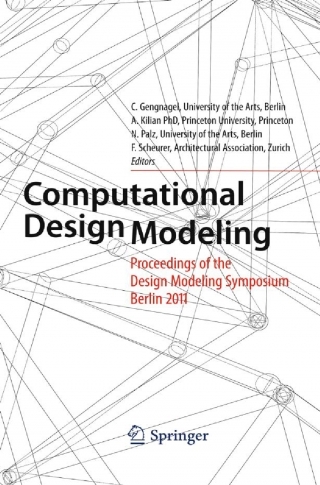 C. Gengnagel, University of the Arts, Berlin
A. Kilian PhD, Princeton University, Princeton
N. Palz, University of the Arts, Berlin
F. Scheurer, Architectural Association, Zurich
Editors
Computational
Design Modeling
Proceedings of the
Design Modeling Symposium
Berlin 2011
Springer